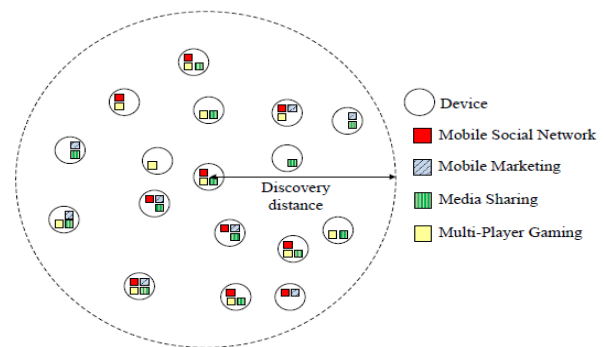 Device
Mobile Social Network
Mobile Marketing
Discovery
distance
Media Sharing
Multi-Player Gaming